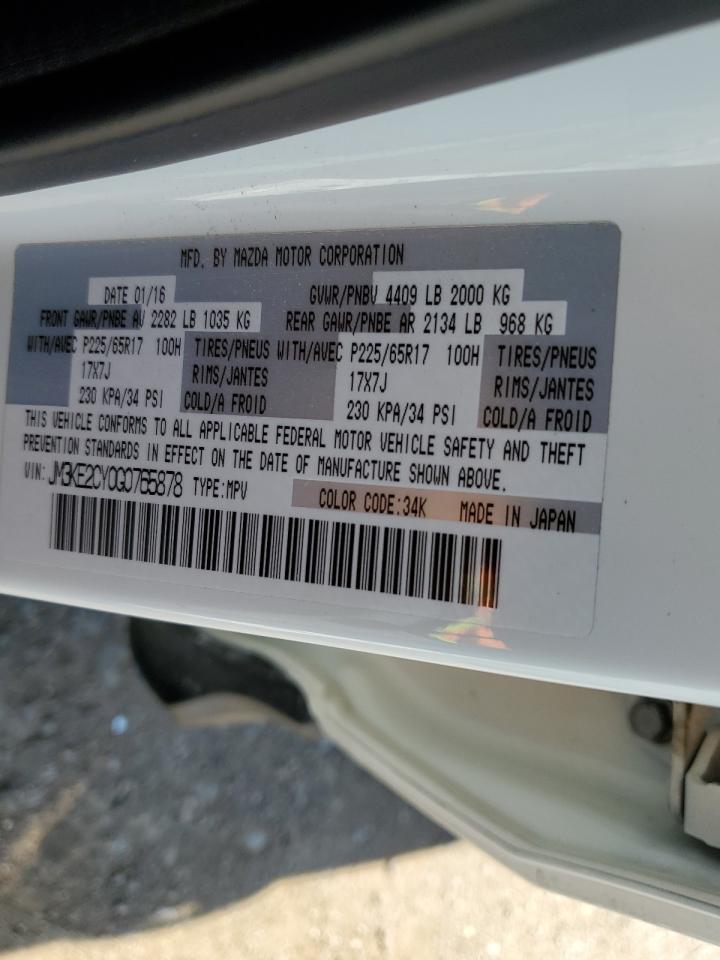 MFD. BY MAZDA MOTOR CORPORATION
DATE 01/16 GVWR/PNBV 4409 LB 2000 KG
FRONT GAWR/PNBE AV 2282 LB 1035 KG REAR GAWR/PNBE AR 2134 LB 968 KG
WITH/AVEC P225/65R17 100H TIRES/PNEUS WITH/AVEC P225/65R17 100H TIRES/PNEUS
17X7J RIMS/JANTES 17X7J RIMS/JANTES
230 KPA/34 PSI COLD/A FROID 230 KPA/34 PSI COLD/A FROID
THIS VEHICLE CONFORMS TO ALL APPLICABLE FEDERAL MOTOR VEHICLE SAFETY AND THEFT
PREVENTION STANDARDS IN EFFECT ON THE DATE OF MANUFACTURE SHOWN ABOVE.
VIN: JM3KE2CY0G0765878 TYPE:MPV COLOR CODE:34K MADE IN JAPAN